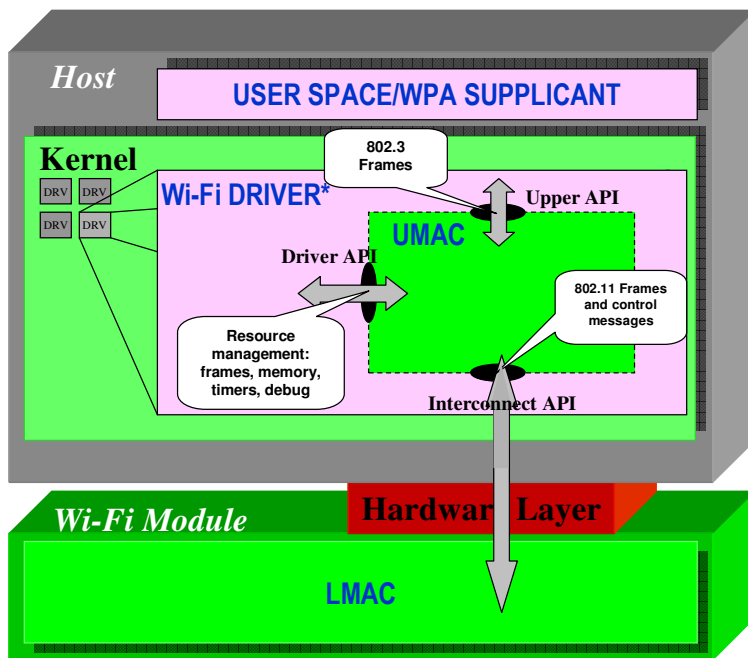 Host
USER SPACE/WPA SUPPLICANT
Kernel
802.3
Frames
DRV DRV
DRV DRV
Wi-Fi DRIVER*
Upper API
UMAC
Driver API
802.11 Frames
and control
messages
Resource
management:
frames, memory,
timers, debug
Interconnect API
Hardwar Layer
Wi-Fi Module
LMAC